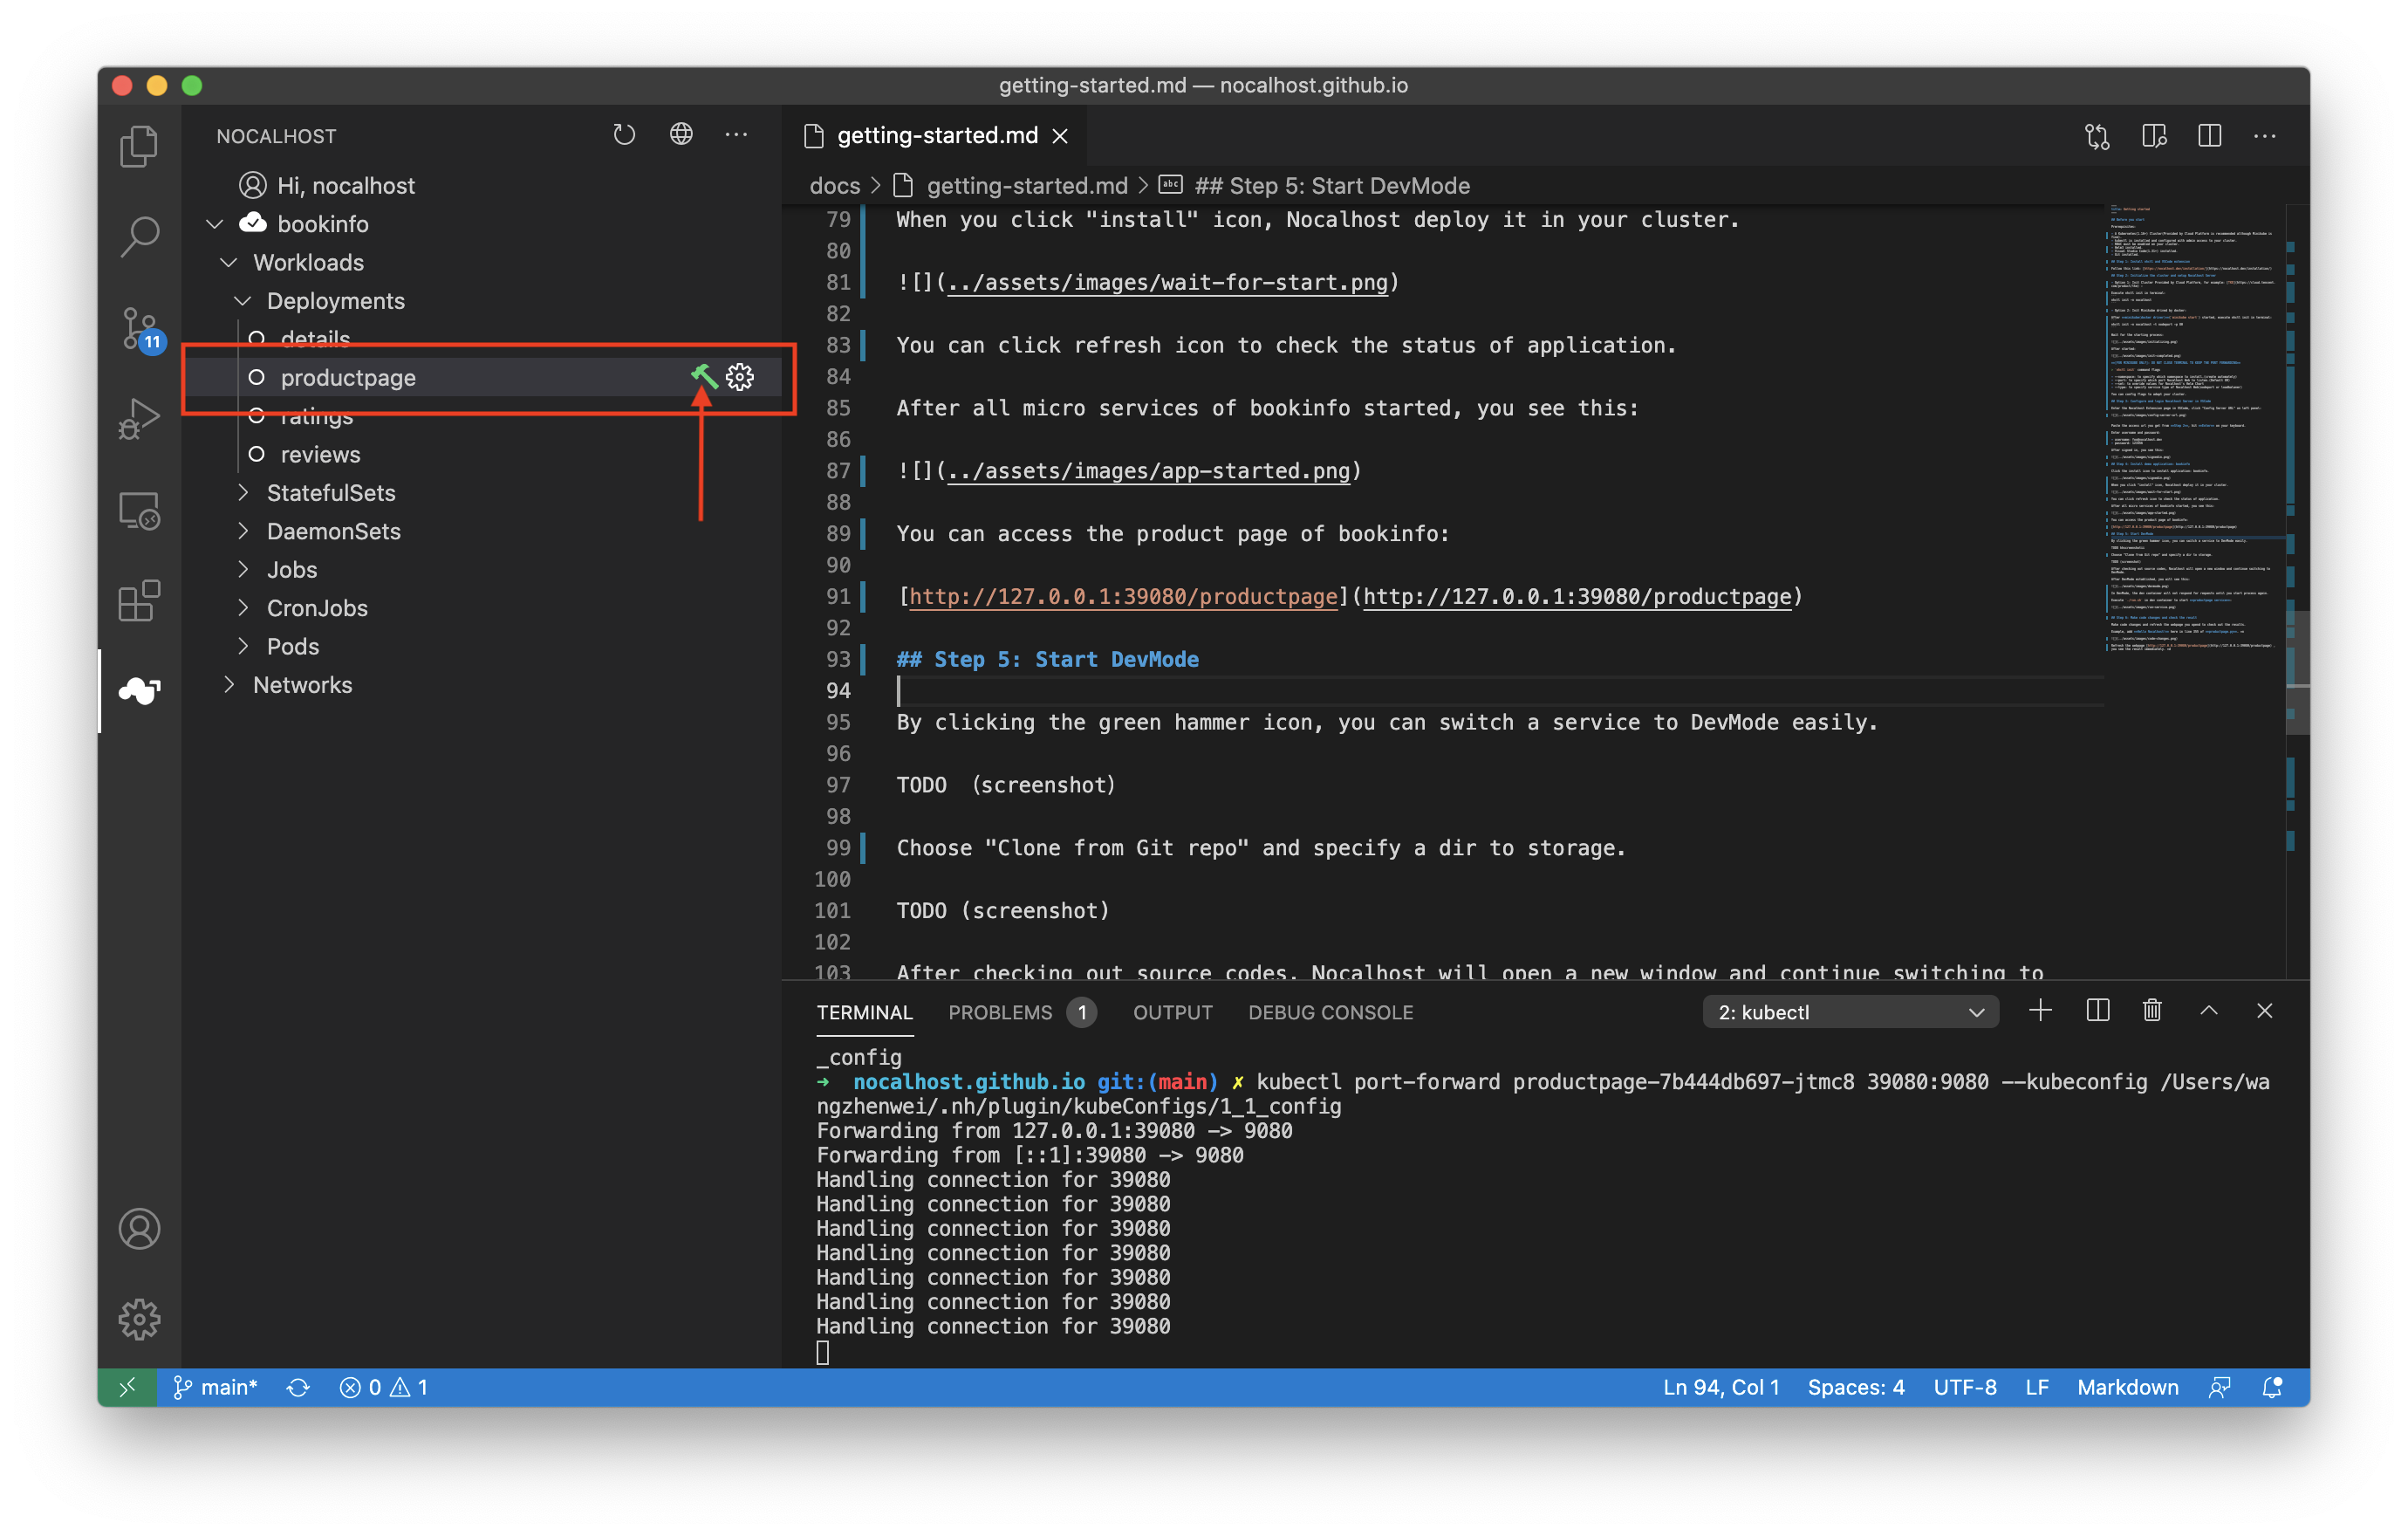 getting-started.md — nocalhost.github.io
NOCALHOST
Hi, nocalhost
bookinfo
Workloads
Deployments
details
productpage
ratings
reviews
StatefulSets
DaemonSets
Jobs
CronJobs
Pods
Networks
11
getting-started.md
docs > getting-started.md > abc ## Step 5: Start DevMode
79 When you click "install" icon, Nocalhost deploy it in your cluster.
80
81 ![](../assets/images/wait-for-start.png)
82
83 You can click refresh icon to check the status of application.
84
85 After all micro services of bookinfo started, you see this:
86
87 ![](../assets/images/app-started.png)
88
89 You can access the product page of bookinfo:
90
91 [http://127.0.0.1:39080/productpage](http://127.0.0.1:39080/productpage)
92
93 ## Step 5: Start DevMode
94
95 By clicking the green hammer icon, you can switch a service to DevMode easily.
96
97 TODO  (screenshot)
98
99 Choose "Clone from Git repo" and specify a dir to storage.
100
101 TODO (screenshot)
102
103 After checking out source codes, Nocalhost will open a new window and continue switching to
TERMINAL PROBLEMS 1 OUTPUT DEBUG CONSOLE 2: kubectl
_config
➜  nocalhost.github.io git:(main) ✗ kubectl port-forward productpage-7b444db697-jtmc8 39080:9080 --kubeconfig /Users/wa
ngzhenwei/.nh/plugin/kubeConfigs/1_1_config
Forwarding from 127.0.0.1:39080 -> 9080
Forwarding from [::1]:39080 -> 9080
Handling connection for 39080
Handling connection for 39080
Handling connection for 39080
Handling connection for 39080
Handling connection for 39080
Handling connection for 39080
Handling connection for 39080
main* 0 1 Ln 94, Col 1 Spaces: 4 UTF-8 LF Markdown